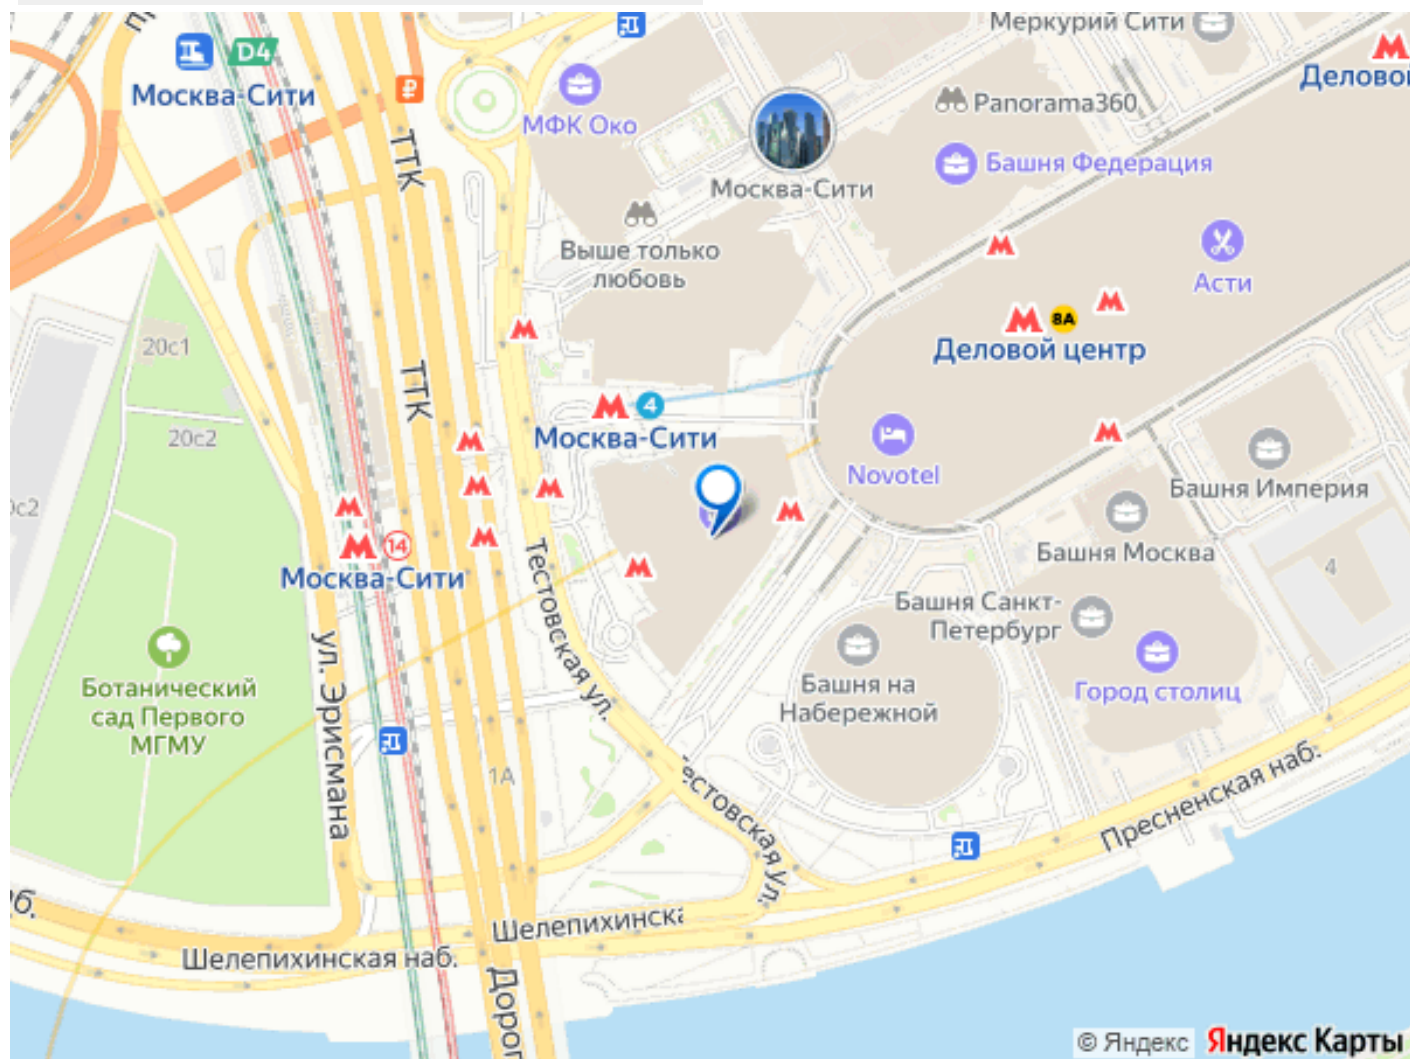 Меркурий Сити
D4
Москва-Сити
₽
Деловой
МФК Око
Panorama360
Башня Федерация
ТТК
Москва-Сити
Выше только
любовь
Асти
20с1
8А
Деловой центр
ТТК
4
Москва-Сити
20с2
Novotel
Башня Империя
с2
14
Москва-Сити
Башня Москва
4
Тестовская ул.
Башня Санкт-
Петербург
ул. Эрисмана
Ботанический
сад Первого
МГМУ
Башня на
Набережной
Город столиц
1А
Тестовская ул.
Пресненская наб.
об.
Шелепихинска
Шелепихинская наб.
Дорог
© Яндекс Яндекс Карты